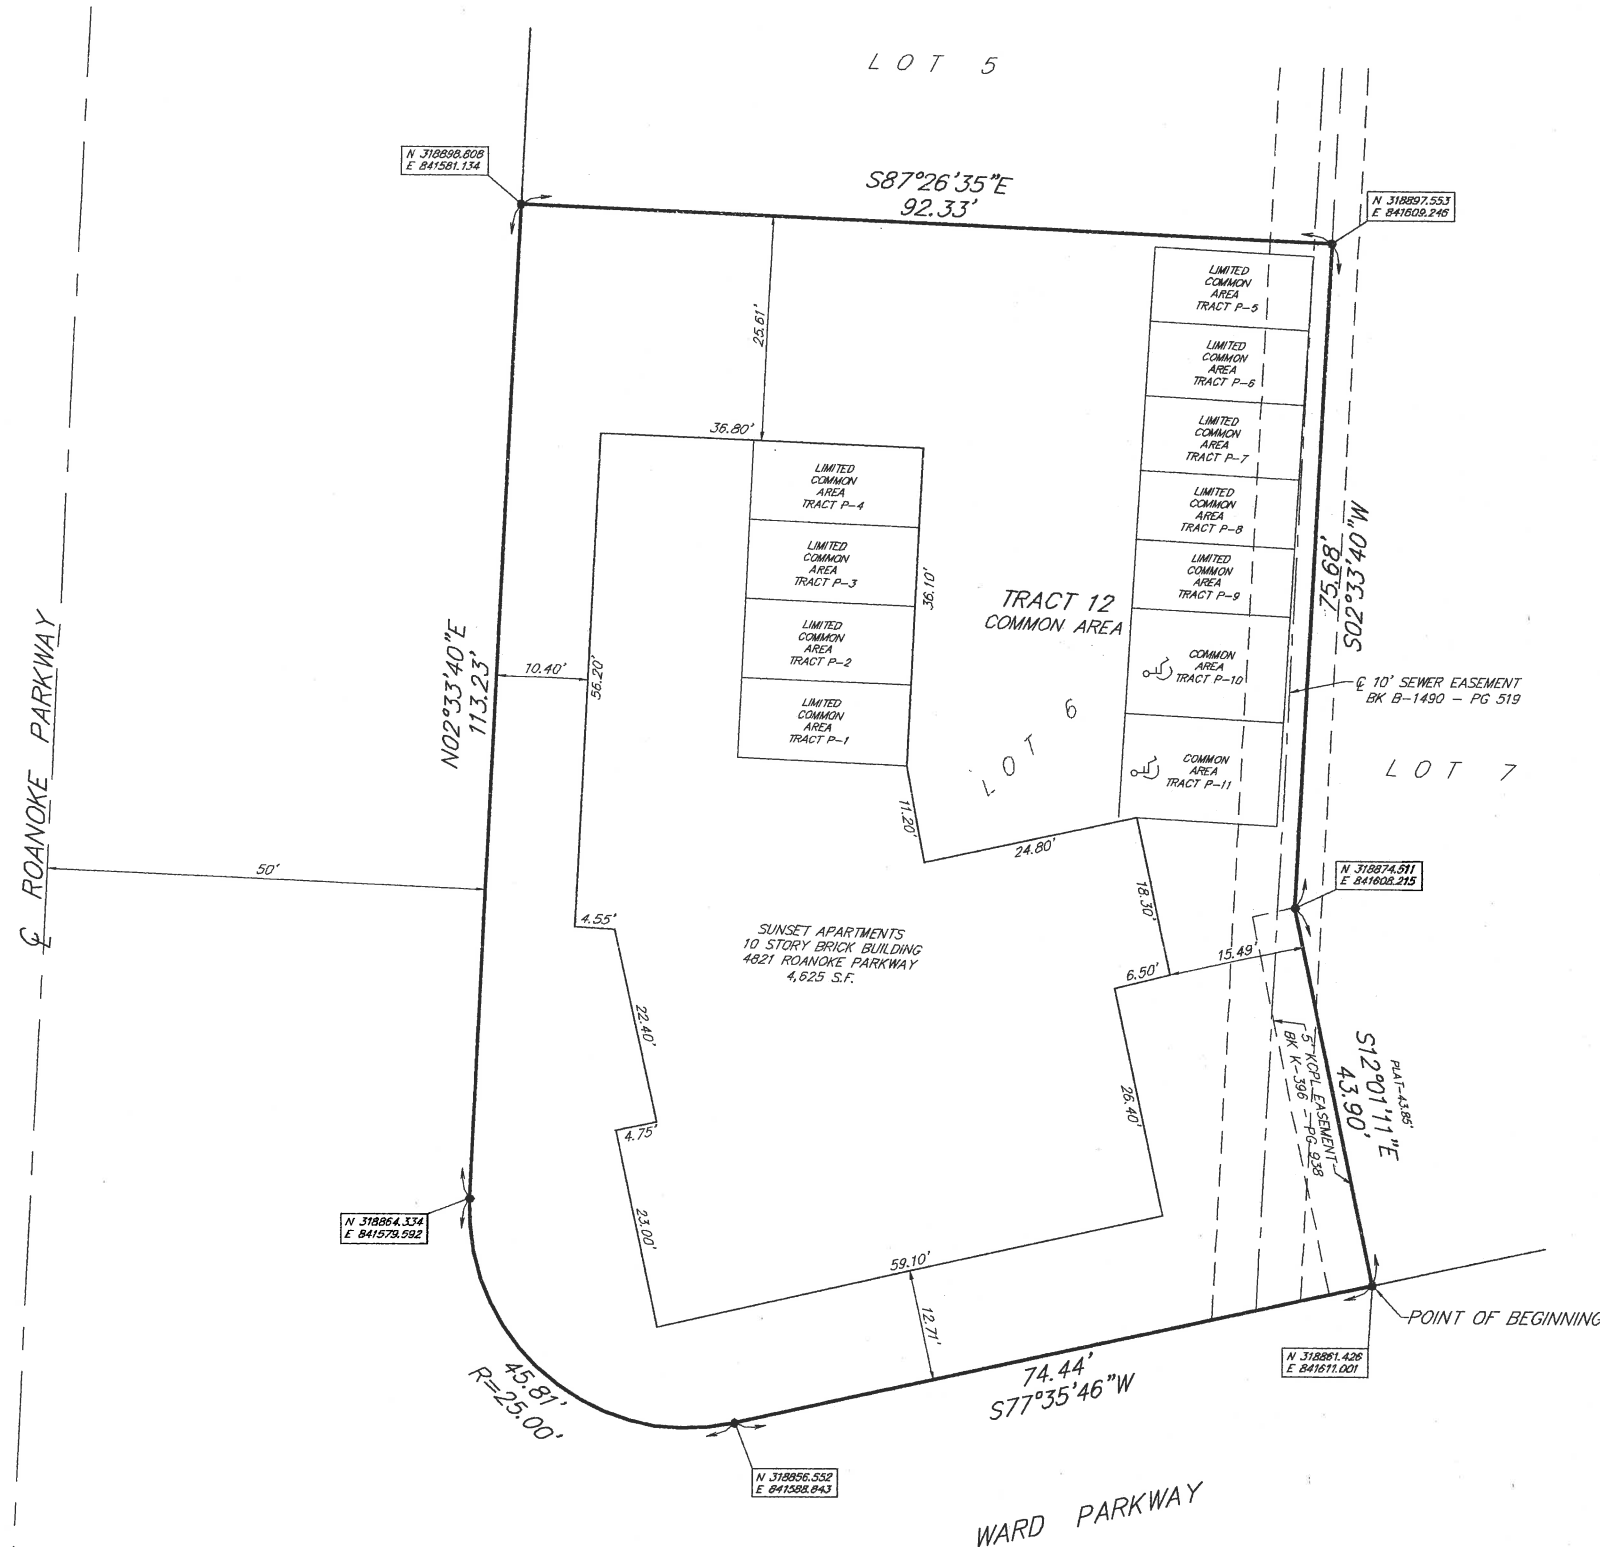 LOT 5
N 318898.808
E 841581.134
S87°26'35"E
92.33'
N 318897.553
E 841609.246
25.61'
36.80'
LIMITED
COMMON
AREA
TRACT P-5
LIMITED
COMMON
AREA
TRACT P-6
LIMITED
COMMON
AREA
TRACT P-7
LIMITED
COMMON
AREA
TRACT P-8
LIMITED
COMMON
AREA
TRACT P-9
COMMON
AREA
TRACT P-10
COMMON
AREA
TRACT P-11
LIMITED
COMMON
AREA
TRACT P-4
LIMITED
COMMON
AREA
TRACT P-3
LIMITED
COMMON
AREA
TRACT P-2
LIMITED
COMMON
AREA
TRACT P-1
36.10'
TRACT 12
COMMON AREA
LOT 6
75.68'
S02°33'40"W
℄ 10' SEWER EASEMENT
BK B-1490 - PG 519
LOT 7
N02°33'40"E
113.23'
10.40'
56.20'
℄ ROANOKE PARKWAY
50'
11.20'
24.80'
18.30'
N 318874.511
E 841608.215
4.55'
SUNSET APARTMENTS
10 STORY BRICK BUILDING
4821 ROANOKE PARKWAY
4,625 S.F.
6.50'
15.49'
22.40'
4.75'
26.40'
5' KCPL EASEMENT
BK K-396 - PG 938
PLAT-43.85'
S12°01'11"E
43.90'
N 318864.334
E 841579.592
23.00'
59.10'
12.71'
POINT OF BEGINNING
N 318861.426
E 841611.001
45.81'
R=25.00'
74.44'
S77°35'46"W
N 318856.552
E 841588.843
WARD PARKWAY